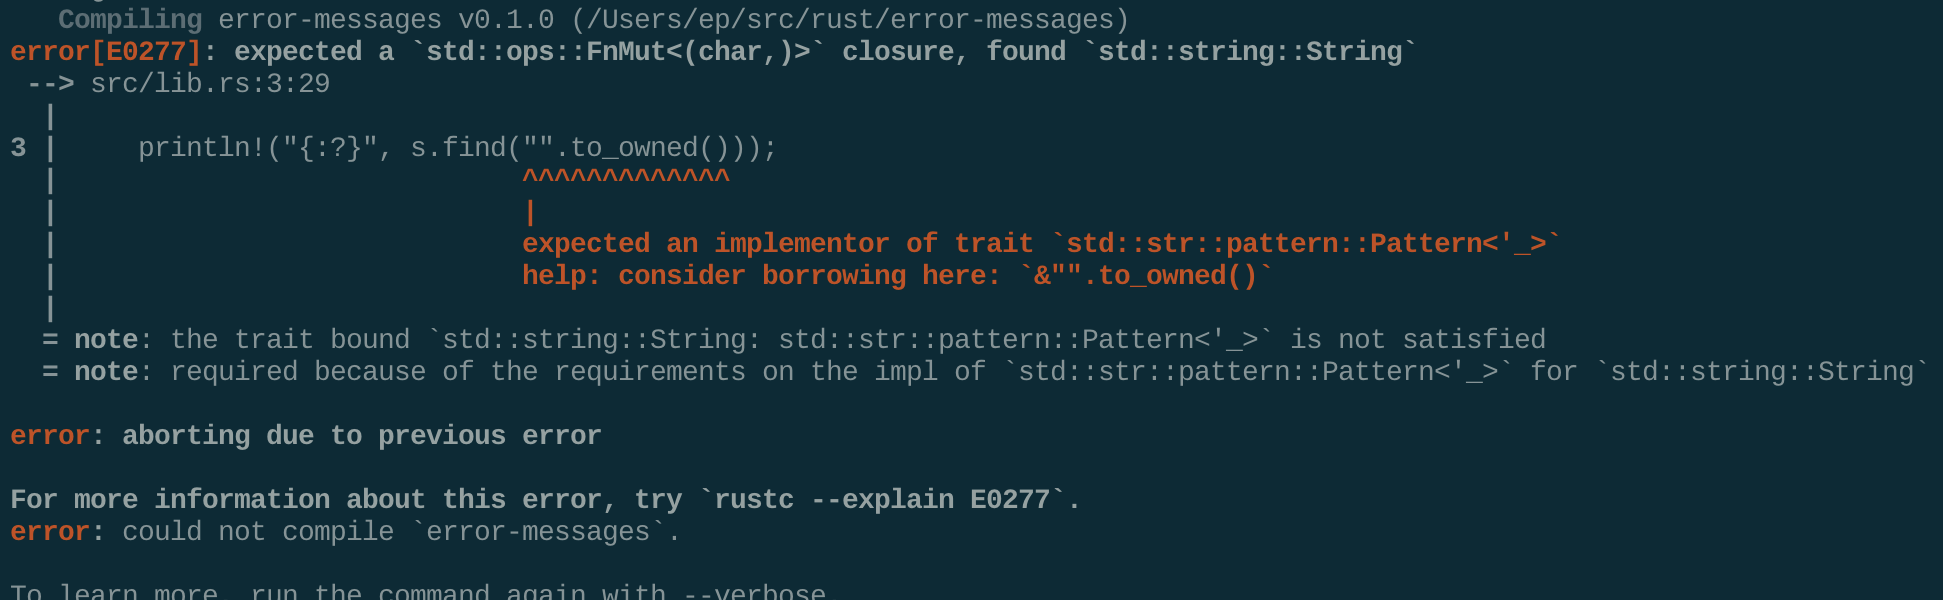 Compiling error-messages v0.1.0 (/Users/ep/src/rust/error-messages)
error[E0277]: expected a `std::ops::FnMut<(char,)>` closure, found `std::string::String`
 --> src/lib.rs:3:29
  |
3 |     println!("{:?}", s.find("".to_owned()));
  |                             ^^^^^^^^^^^^^
  |                             |
  |                             expected an implementor of trait `std::str::pattern::Pattern<'_>`
  |                             help: consider borrowing here: `&"".to_owned()`
  |
  = note: the trait bound `std::string::String: std::str::pattern::Pattern<'_>` is not satisfied
  = note: required because of the requirements on the impl of `std::str::pattern::Pattern<'_>` for `std::string::String`
error: aborting due to previous error
For more information about this error, try `rustc --explain E0277`.
error: could not compile `error-messages`.
To learn more, run the command again with --verbose